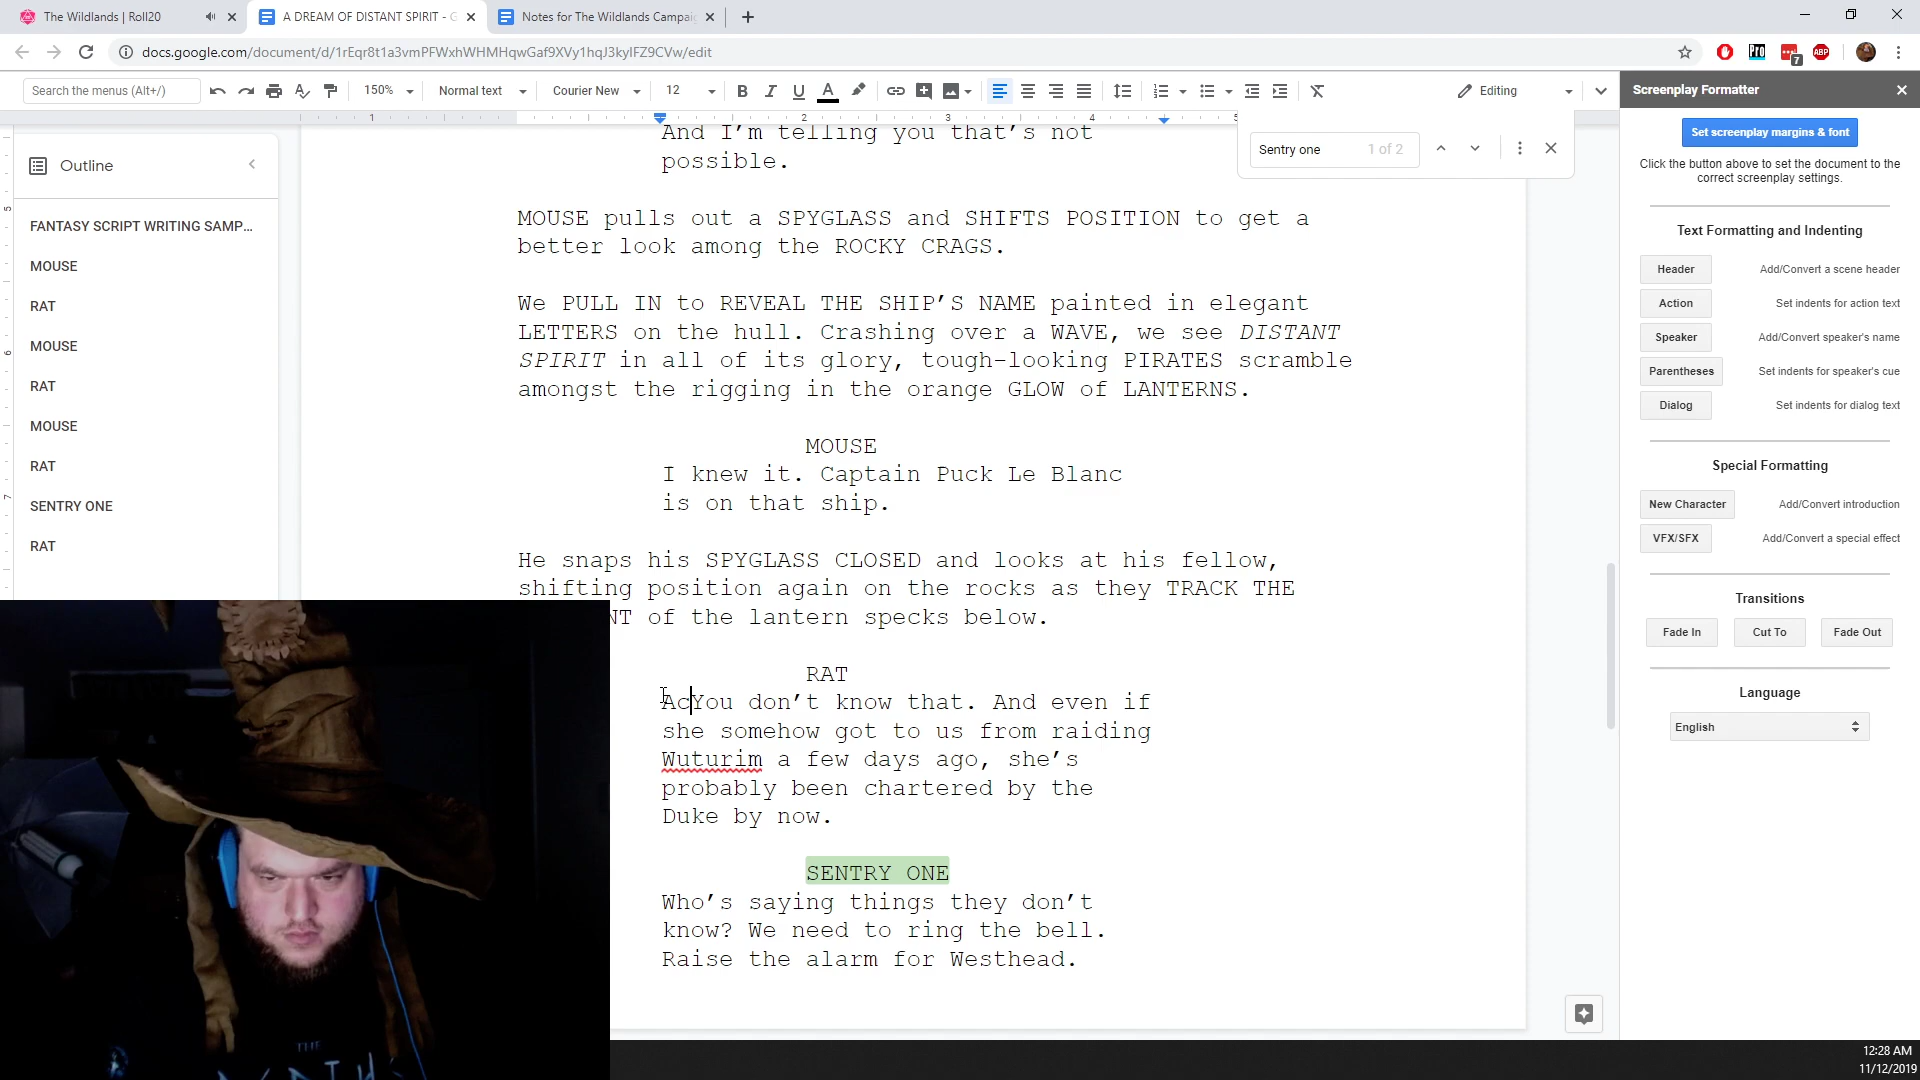 The Wildlands | Roll20
A DREAM OF DISTANT SPIRIT - G
Notes for The Wildlands Campai
docs.google.com/document/d/1rEqr8t1a3vmPFWxhWHMHqwGaf9XVy1hqJ3kyIFZ9CVw/edit
Pro
7
ABP
Search the menus (Alt+/)
150%
Normal text
Courier New
12
B I U A
Editing
1 2 3 4 5
5
6
7
Sentry one 1 of 2
Outline
FANTASY SCRIPT WRITING SAMP...
MOUSE
RAT
MOUSE
RAT
MOUSE
RAT
SENTRY ONE
RAT
And I'm telling you that's not
possible.
MOUSE pulls out a SPYGLASS and SHIFTS POSITION to get a
better look among the ROCKY CRAGS.
We PULL IN to REVEAL THE SHIP'S NAME painted in elegant
LETTERS on the hull. Crashing over a WAVE, we see DISTANT
SPIRIT in all of its glory, tough-looking PIRATES scramble
amongst the rigging in the orange GLOW of LANTERNS.
MOUSE
I knew it. Captain Puck Le Blanc
is on that ship.
He snaps his SPYGLASS CLOSED and looks at his fellow,
shifting position again on the rocks as they TRACK THE
NT of the lantern specks below.
RAT
AcYou don't know that. And even if
she somehow got to us from raiding
Wuturim a few days ago, she's
probably been chartered by the
Duke by now.
SENTRY ONE
Who's saying things they don't
know? We need to ring the bell.
Raise the alarm for Westhead.
Screenplay Formatter
Set screenplay margins & font
Click the button above to set the document to the
correct screenplay settings.
Text Formatting and Indenting
Header Add/Convert a scene header
Action Set indents for action text
Speaker Add/Convert speaker's name
Parentheses Set indents for speaker's cue
Dialog Set indents for dialog text
Special Formatting
New Character Add/Convert introduction
VFX/SFX Add/Convert a special effect
Transitions
Fade In Cut To Fade Out
Language
English
THE
12:28 AM
11/12/2019